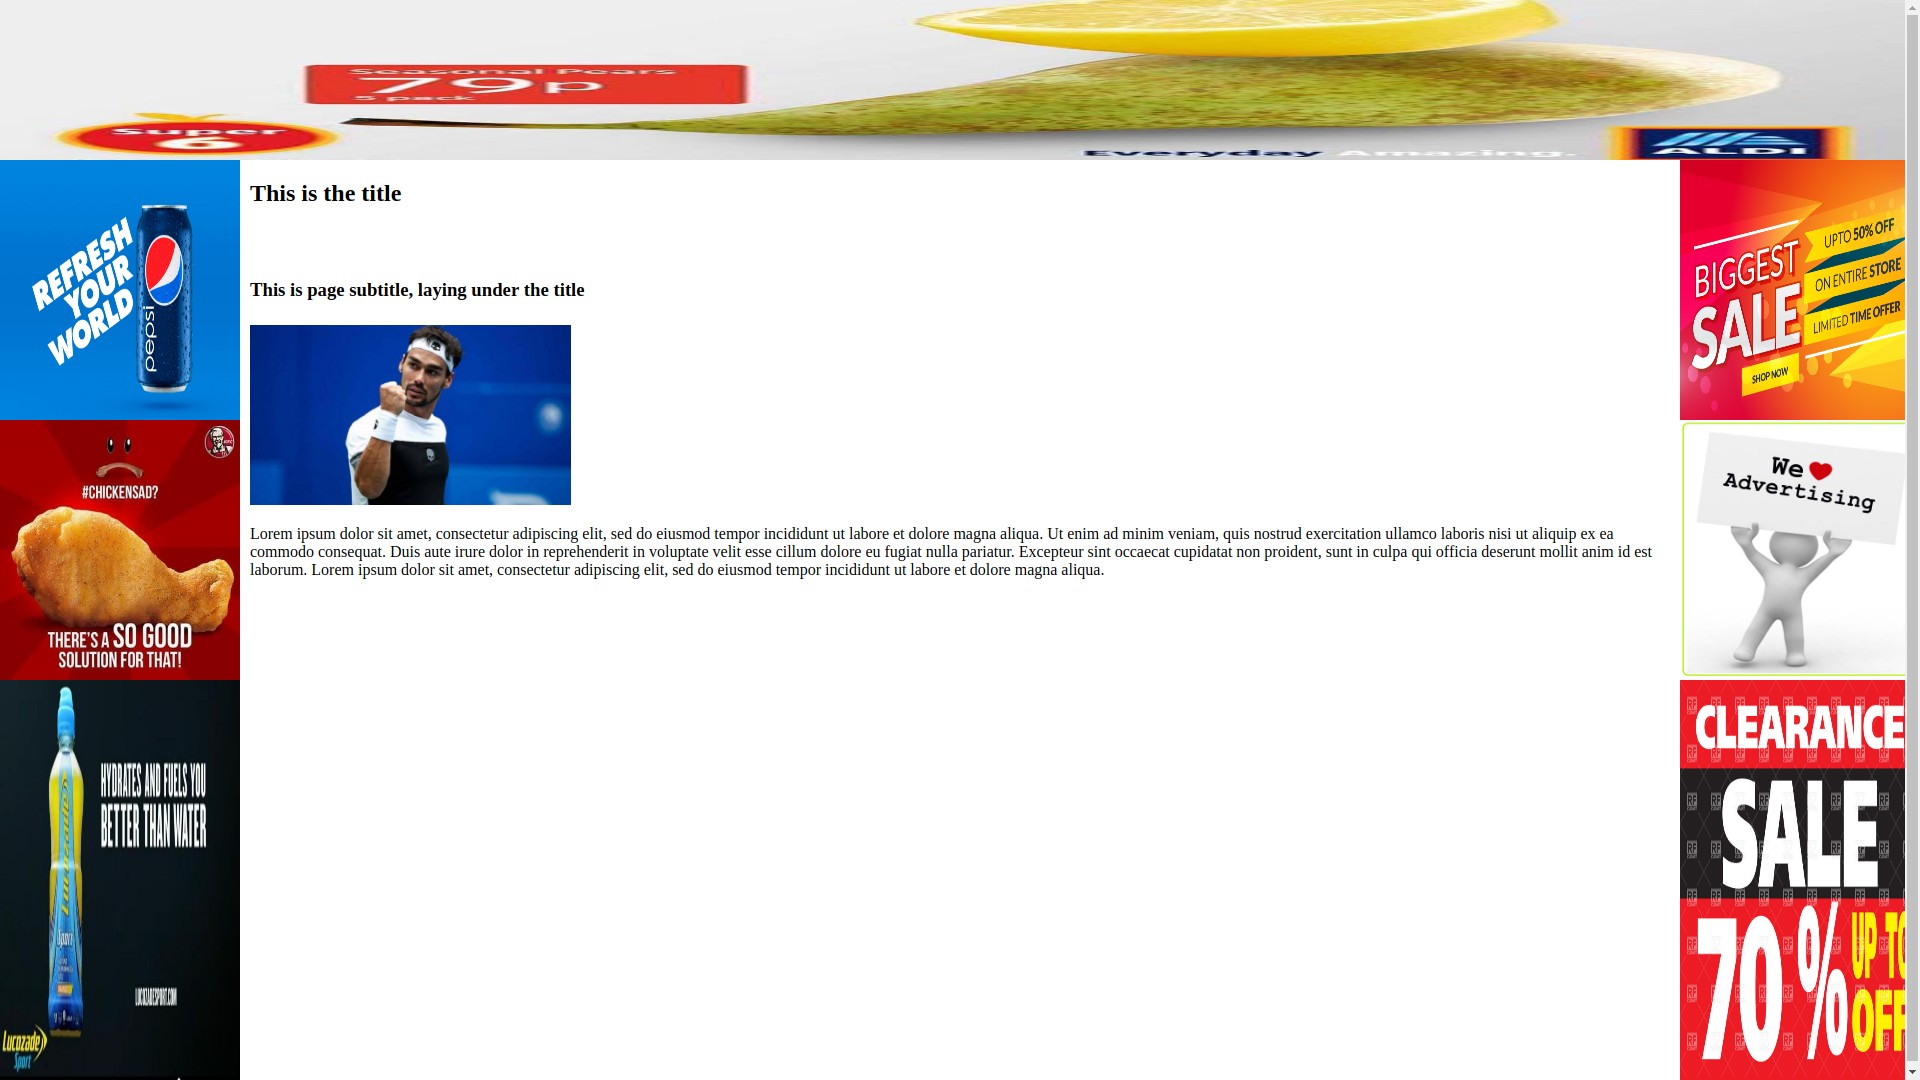 Seasonal Pears
79p
5 pack
Super
6
Everyday Amazing.
ALDI
REFRESH
YOUR
WORLD
pepsi
#CHICKENSAD?
THERE'S A SO GOOD
SOLUTION FOR THAT!
HYDRATES AND FUELS YOU
BETTER THAN WATER
Lucozade
Sport
LUCOZADESPORT.COM
Lucozade
Sport
This is the title
This is page subtitle, laying under the title
Lorem ipsum dolor sit amet, consectetur adipiscing elit, sed do eiusmod tempor incididunt ut labore et dolore magna aliqua. Ut enim ad minim veniam, quis nostrud exercitation ullamco laboris nisi ut aliquip ex ea
commodo consequat. Duis aute irure dolor in reprehenderit in voluptate velit esse cillum dolore eu fugiat nulla pariatur. Excepteur sint occaecat cupidatat non proident, sunt in culpa qui officia deserunt mollit anim id est
laborum. Lorem ipsum dolor sit amet, consectetur adipiscing elit, sed do eiusmod tempor incididunt ut labore et dolore magna aliqua.
BIGGEST
SALE
UPTO 50% OFF
ON ENTIRE STORE
LIMITED TIME OFFER
SHOP NOW
We
Advertising
CLEARANCE
SALE
UP TO
70 % OFF